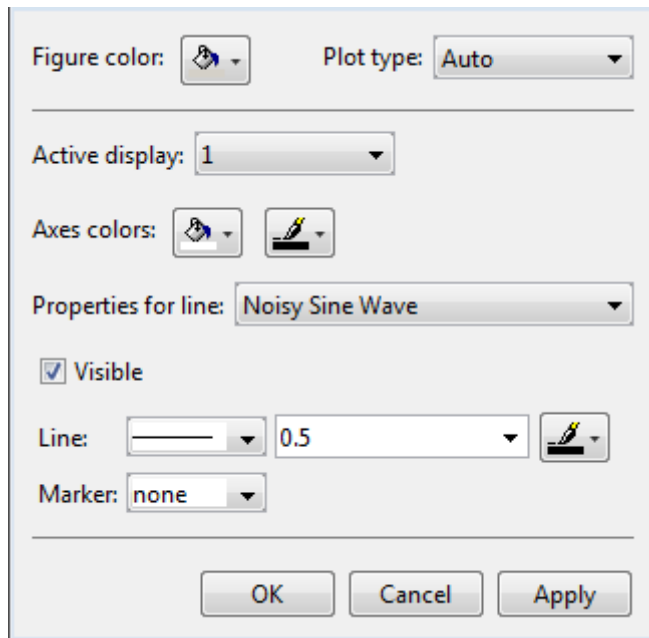 Figure color: Plot type: Auto
Active display: 1
Axes colors:
Properties for line: Noisy Sine Wave
Visible
Line: 0.5
Marker: none
OK Cancel Apply